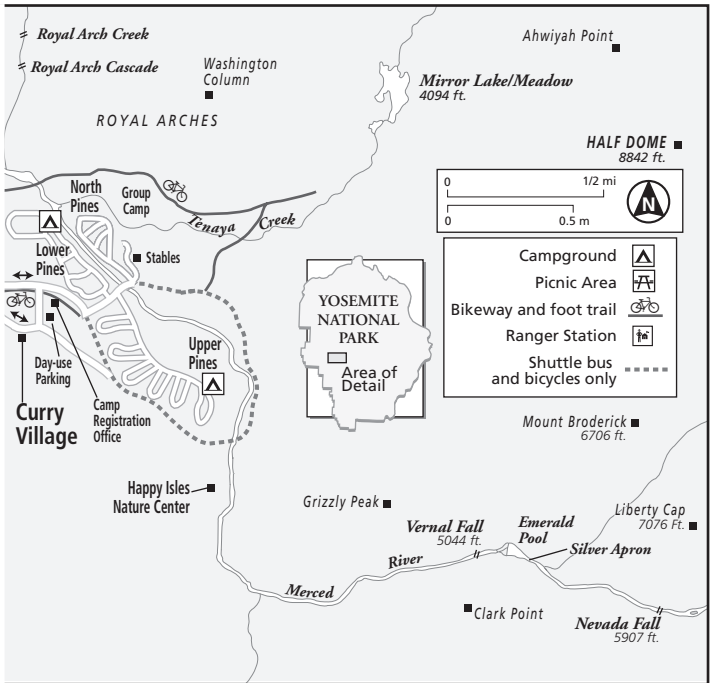 Royal Arch Creek
Royal Arch Cascade
Washington
Column
ROYAL ARCHES
Ahwiyah Point
Mirror Lake/Meadow
4094 ft.
HALF DOME
8842 ft.
0
1/2 mi
0
0.5 m
N
North
Pines
Group
Camp
Tenaya
Creek
Lower
Pines
Stables
Campground
Picnic Area
Bikeway and foot trail
Ranger Station
Shuttle bus
and bicycles only
YOSEMITE
NATIONAL
PARK
Area of
Detail
Upper
Pines
Day-use
Parking
Curry
Village
Camp
Registration
Office
Mount Broderick
6706 ft.
Happy Isles
Nature Center
Grizzly Peak
Liberty Cap
7076 Ft.
Vernal Fall
5044 ft.
Emerald
Pool
Silver Apron
Merced
River
Clark Point
Nevada Fall
5907 ft.